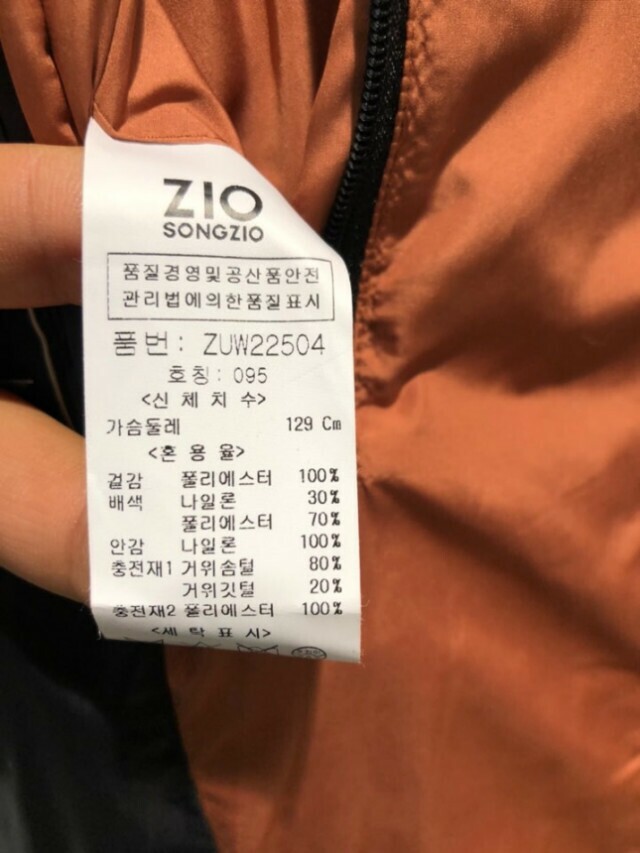 ZIO
SONGZIO
품질경영및공산품안전
관리법에의한품질표시
품번: ZUW22504
호칭: 095
<신체치수>
가슴둘레 129 Cm
<혼용율>
겉감 폴리에스터 100%
배색 나일론 30%
폴리에스터 70%
안감 나일론 100%
충전재1 거위솜털 80%
거위깃털 20%
충전재2 폴리에스터 100%
<세탁표시>